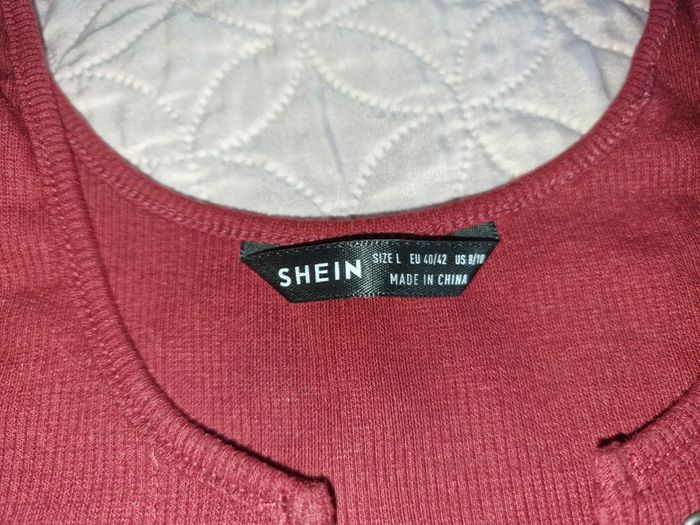 SHEIN
SIZE L EU 40/42 US 8/10
MADE IN CHINA